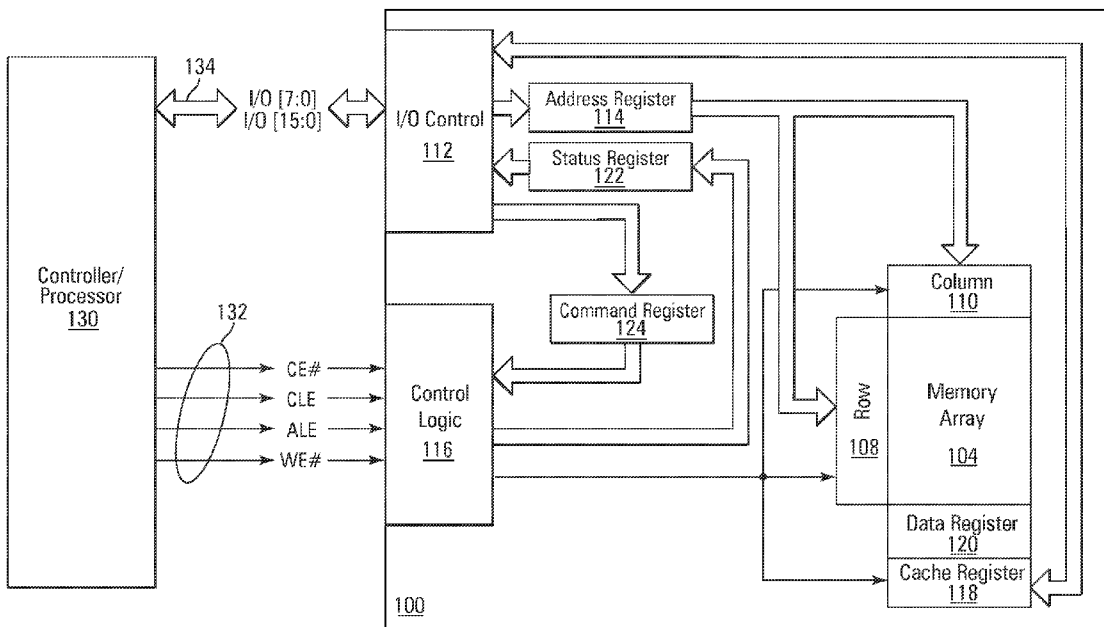 134
I/O [7:0]
I/O [15:0]
I/O Control
112
Address Register
114
Status Register
122
Controller/
Processor
130
132
Command Register
124
Column
110
CE#
CLE
ALE
WE#
Control
Logic
116
Row
108
Memory
Array
104
Data Register
120
Cache Register
118
100